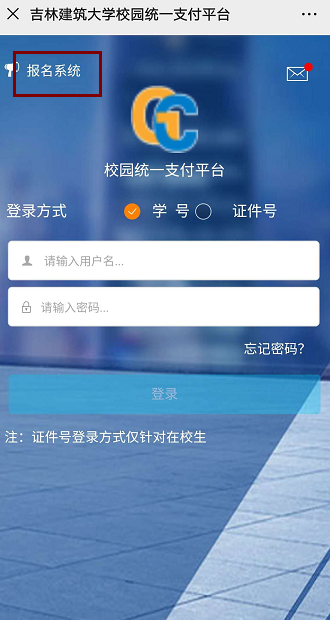 吉林建筑大学校园统一支付平台
报名系统
校园统一支付平台
登录方式 学 号 证件号
请输入用户名...
请输入密码...
忘记密码?
登录
注：证件号登录方式仅针对在校生